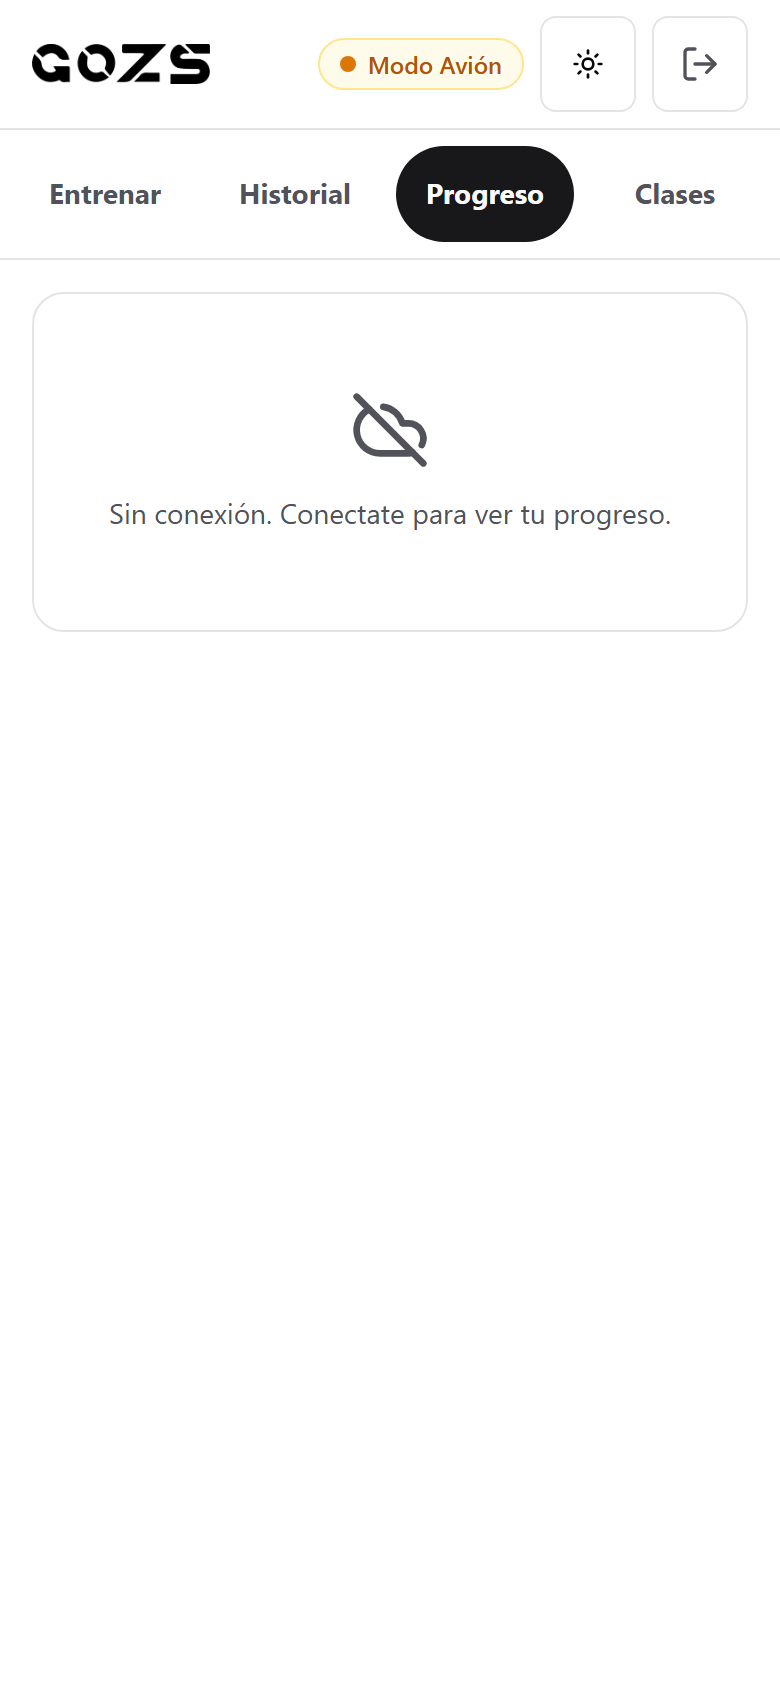 GOZS
Modo Avión
Entrenar
Historial
Progreso
Clases
Sin conexión. Conectate para ver tu progreso.